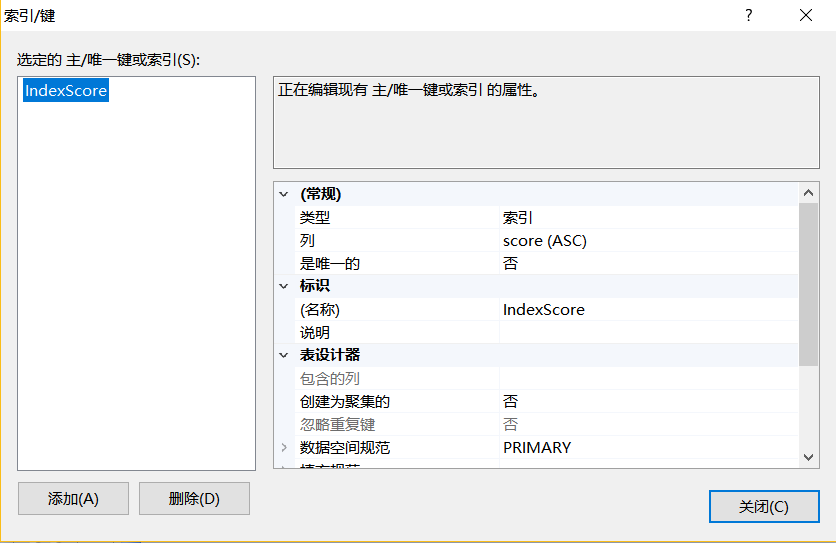 索引/键
选定的 主/唯一键或索引(S):
IndexScore
正在编辑现有 主/唯一键或索引 的属性。
(常规)
类型 索引
列 score (ASC)
是唯一的 否
标识
(名称) IndexScore
说明
表设计器
包含的列
创建为聚集的 否
忽略重复键 否
数据空间规范 PRIMARY
添加(A) 删除(D)
关闭(C)